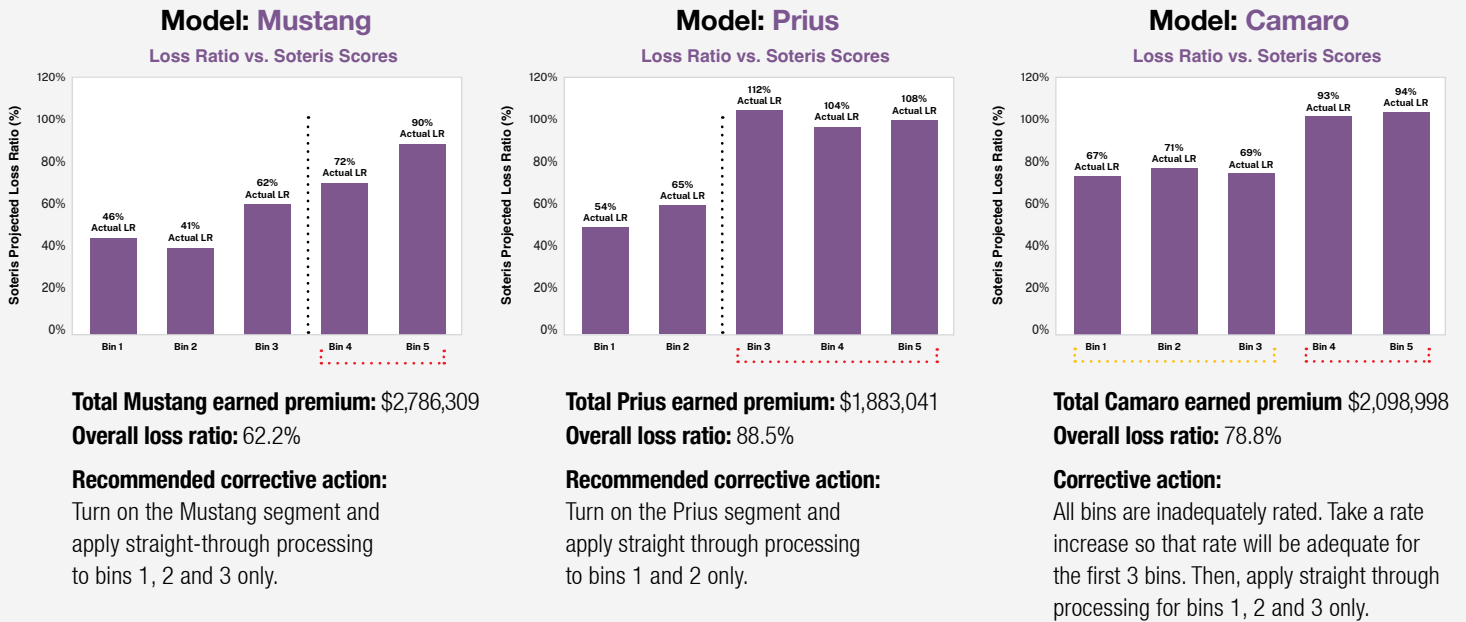 Model: Mustang
Loss Ratio vs. Soteris Scores
Soteris Projected Loss Ratio (%)
120%
100%
80%
60%
40%
20%
0%
46%
Actual LR
41%
Actual LR
62%
Actual LR
72%
Actual LR
90%
Actual LR
Bin 1
Bin 2
Bin 3
Bin 4
Bin 5
Total Mustang earned premium: $2,786,309
Overall loss ratio: 62.2%
Recommended corrective action:
Turn on the Mustang segment and
apply straight-through processing
to bins 1, 2 and 3 only.
Model: Prius
Loss Ratio vs. Soteris Scores
Soteris Projected Loss Ratio (%)
120%
100%
80%
60%
40%
20%
0%
54%
Actual LR
65%
Actual LR
112%
Actual LR
104%
Actual LR
108%
Actual LR
Bin 1
Bin 2
Bin 3
Bin 4
Bin 5
Total Prius earned premium: $1,883,041
Overall loss ratio: 88.5%
Recommended corrective action:
Turn on the Prius segment and
apply straight through processing
to bins 1 and 2 only.
Model: Camaro
Loss Ratio vs. Soteris Scores
Soteris Projected Loss Ratio (%)
120%
100%
80%
60%
40%
20%
0%
67%
Actual LR
71%
Actual LR
69%
Actual LR
93%
Actual LR
94%
Actual LR
Bin 1
Bin 2
Bin 3
Bin 4
Bin 5
Total Camaro earned premium $2,098,998
Overall loss ratio: 78.8%
Corrective action:
All bins are inadequately rated. Take a rate
increase so that rate will be adequate for
the first 3 bins. Then, apply straight through
processing for bins 1, 2 and 3 only.